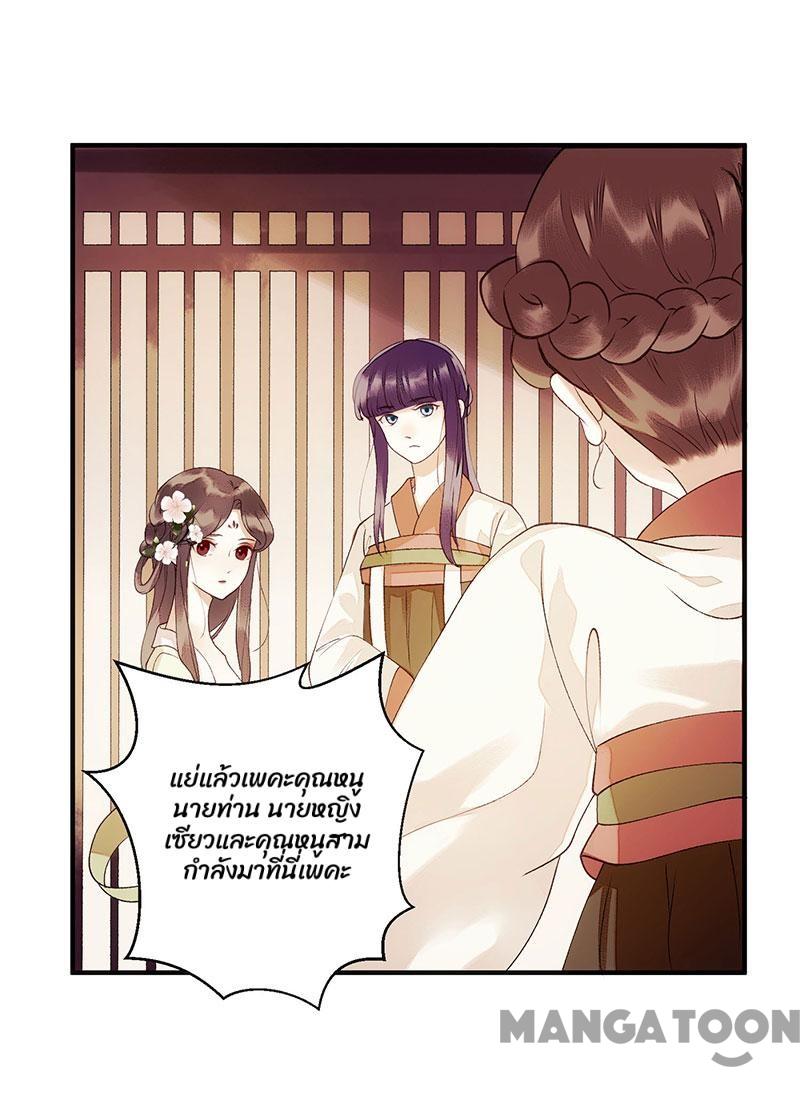 แย่แล้วเพคะคุณหนู
นายท่าน นายหญิง
เซียวและคุณหนูสาม
กำลังมาที่นี่เพคะ
MANGATOON